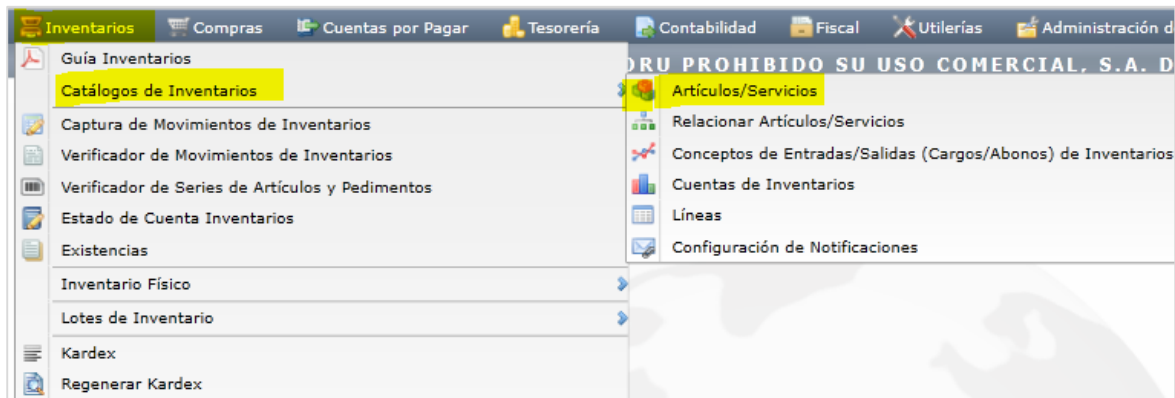 Inventarios Compras Cuentas por Pagar Tesorería Contabilidad Fiscal Utilerías Administración d
DRU PROHIBIDO SU USO COMERCIAL, S.A. D
Guía Inventarios
Catálogos de Inventarios
Captura de Movimientos de Inventarios
Verificador de Movimientos de Inventarios
Verificador de Series de Artículos y Pedimentos
Estado de Cuenta Inventarios
Existencias
Inventario Físico
Lotes de Inventario
Kardex
Regenerar Kardex
Artículos/Servicios
Relacionar Artículos/Servicios
Conceptos de Entradas/Salidas (Cargos/Abonos) de Inventarios
Cuentas de Inventarios
Líneas
Configuración de Notificaciones